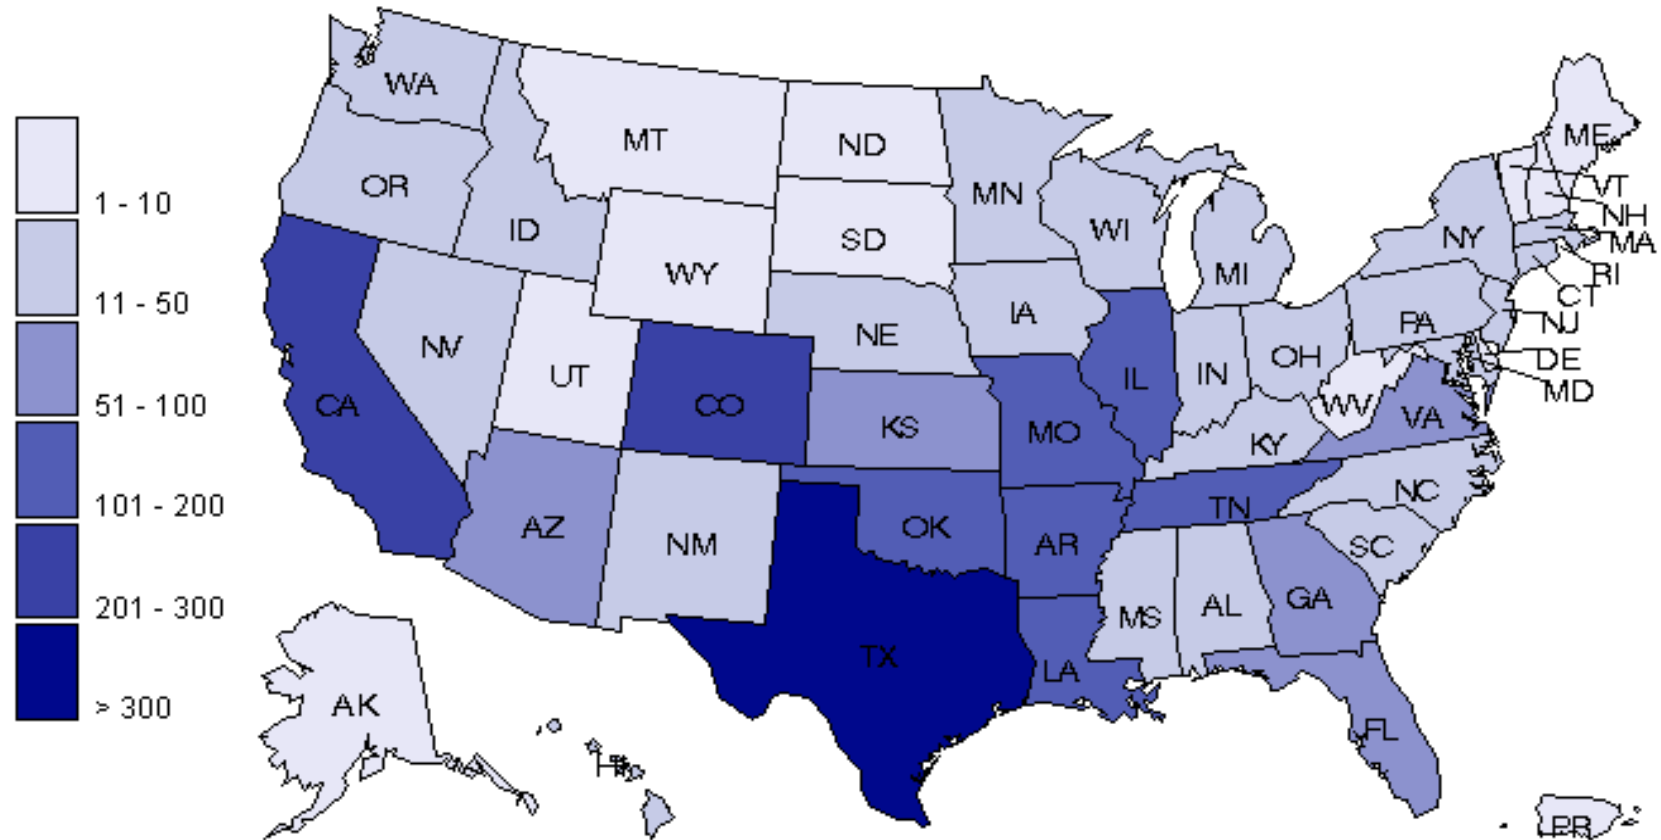 1 - 10
11 - 50
51 - 100
101 - 200
201 - 300
> 300
WA
OR
CA
NV
ID
MT
WY
UT
CO
AZ
NM
ND
SD
NE
KS
OK
TX
MN
IA
MO
AR
LA
WI
IL
MI
IN
OH
KY
TN
MS
AL
GA
FL
SC
NC
VA
WV
PA
NY
ME
VT
NH
MA
RI
CT
NJ
DE
MD
AK
HI
PR